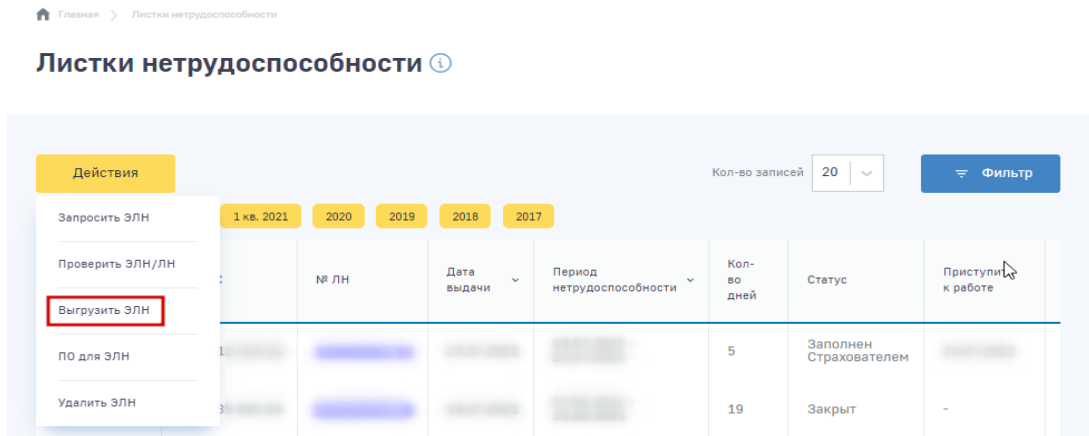 Главная > Листки нетрудоспособности
Листки нетрудоспособности
Действия
Кол-во записей 20
Фильтр
Запросить ЭЛН
Проверить ЭЛН/ЛН
Выгрузить ЭЛН
ПО для ЭЛН
Удалить ЭЛН
1 кв. 2021 2020 2019 2018 2017
№ ЛН
Дата
выдачи
Период
нетрудоспособности
Кол-
во
дней
Статус
к работе
5
Заполнен
Страхователем
19
Закрыт
-